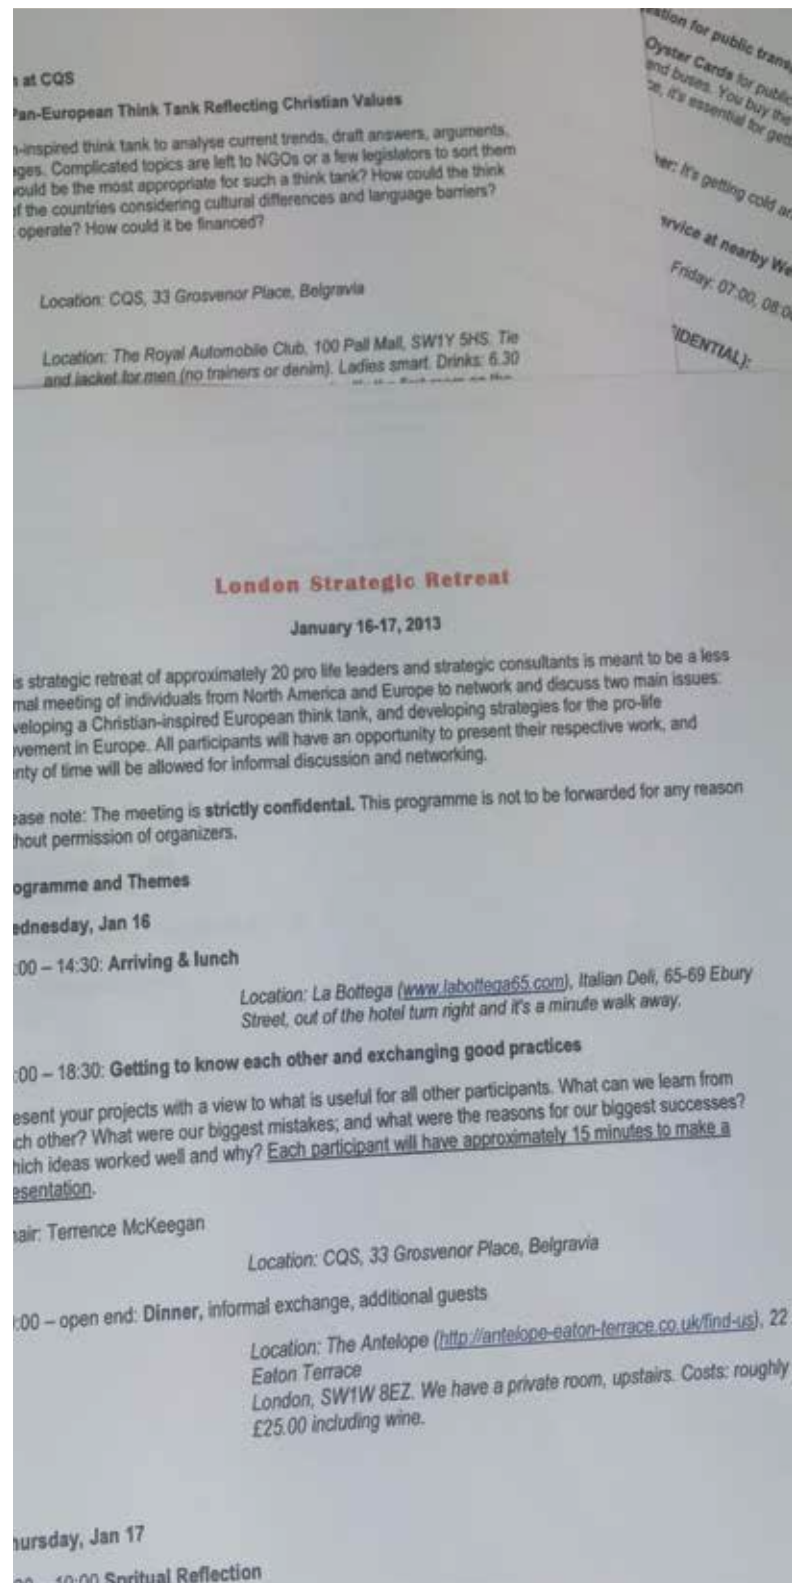 at CQS
Pan-European Think Tank Reflecting Christian Values
-inspired think tank to analyse current trends, draft answers, arguments,
ges. Complicated topics are left to NGOs or a few legislators to sort them
ould be the most appropriate for such a think tank? How could the think
of the countries considering cultural differences and language barriers?
operate? How could it be financed?
Location: CQS, 33 Grosvenor Place, Belgravia
Location: The Royal Automobile Club, 100 Pall Mall, SW1Y 5HS. Tie
and jacket for men (no trainers or denim). Ladies smart. Drinks: 6.30
stion for public trans
Oyster Cards for public
and buses. You buy the
ce, it's essential for gett
her: It's getting cold an
ervice at nearby We
Friday: 07:00, 08:00
IDENTIAL):
London Strategic Retreat
January 16-17, 2013
is strategic retreat of approximately 20 pro life leaders and strategic consultants is meant to be a less
mal meeting of individuals from North America and Europe to network and discuss two main issues:
veloping a Christian-inspired European think tank, and developing strategies for the pro-life
vement in Europe. All participants will have an opportunity to present their respective work, and
nty of time will be allowed for informal discussion and networking.
ease note: The meeting is strictly confidental. This programme is not to be forwarded for any reason
hout permission of organizers.
ogramme and Themes
ednesday, Jan 16
:00 – 14:30: Arriving & lunch
Location: La Bottega (www.labottega65.com), Italian Deli, 65-69 Ebury
Street, out of the hotel turn right and it's a minute walk away.
:00 – 18:30: Getting to know each other and exchanging good practices
esent your projects with a view to what is useful for all other participants. What can we learn from
ch other? What were our biggest mistakes; and what were the reasons for our biggest successes?
hich ideas worked well and why? Each participant will have approximately 15 minutes to make a
esentation.
hair: Terrence McKeegan
Location: CQS, 33 Grosvenor Place, Belgravia
:00 – open end: Dinner, informal exchange, additional guests
Location: The Antelope (http://antelope-eaton-terrace.co.uk/find-us), 22
Eaton Terrace
London, SW1W 8EZ. We have a private room, upstairs. Costs: roughly
£25.00 including wine.
hursday, Jan 17
– 10:00 Spritual Reflection